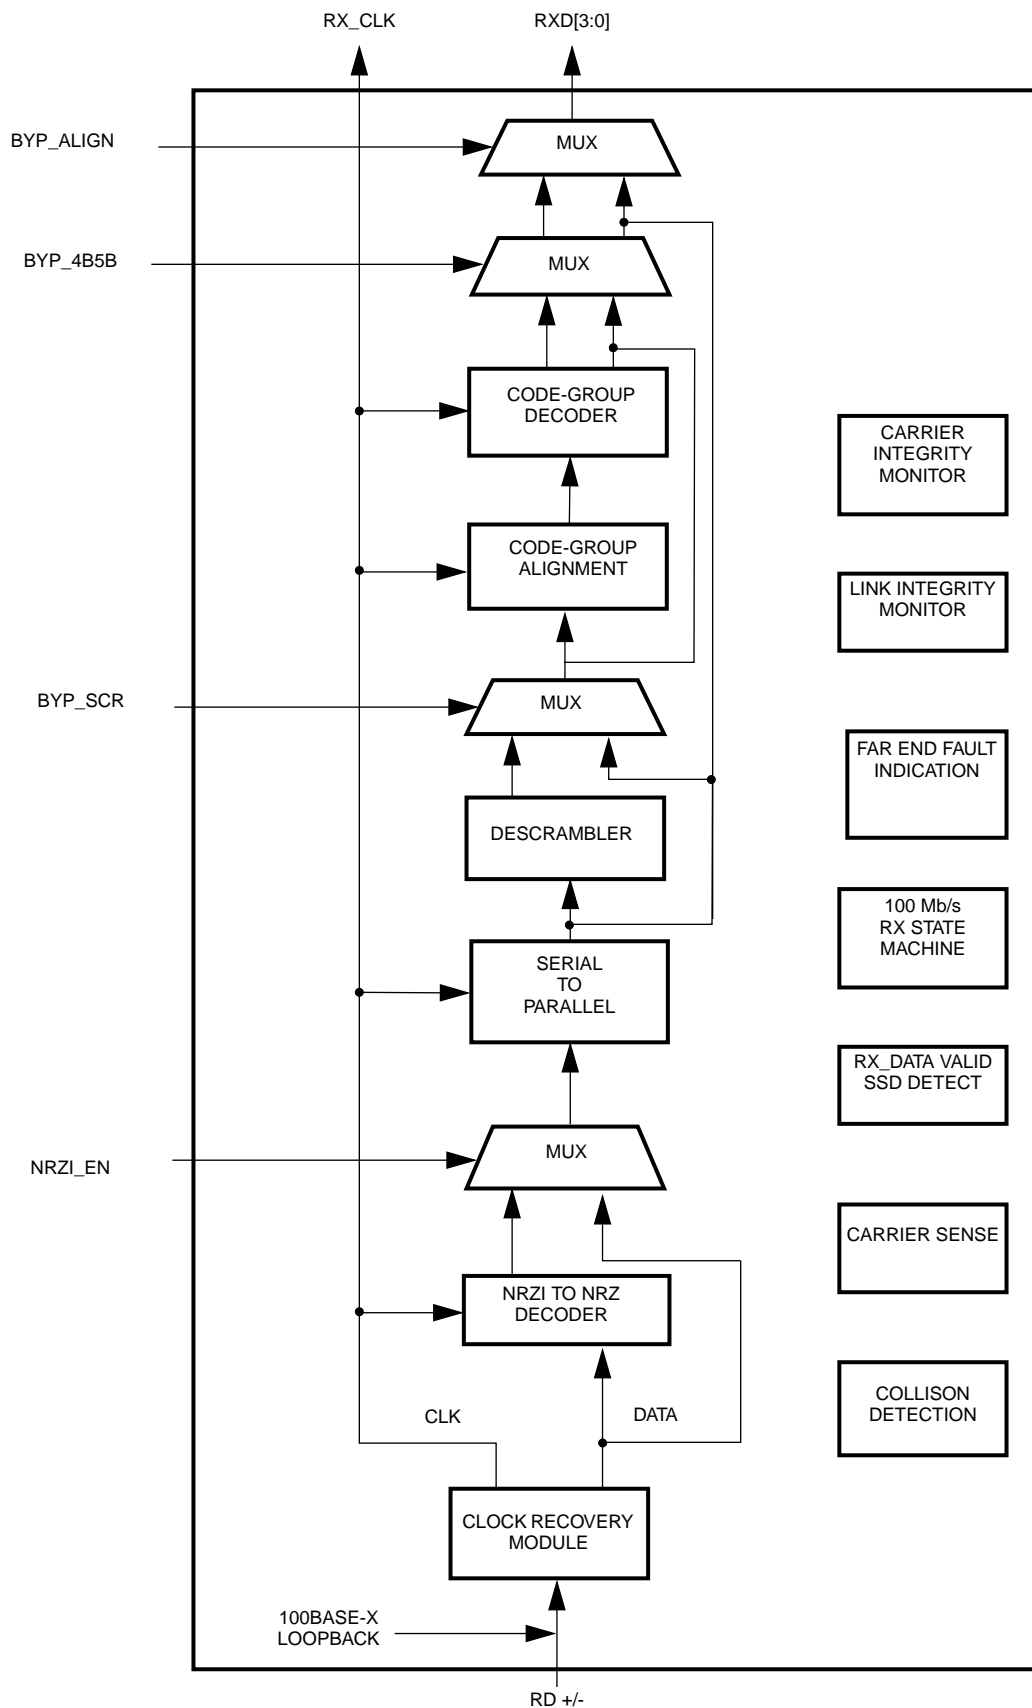 RX_CLK
RXD[3:0]
BYP_ALIGN
MUX
BYP_4B5B
MUX
CODE-GROUP
DECODER
CARRIER
INTEGRITY
MONITOR
CODE-GROUP
ALIGNMENT
LINK INTEGRITY
MONITOR
BYP_SCR
MUX
FAR END FAULT
INDICATION
DESCRAMBLER
100 Mb/s
RX STATE
MACHINE
SERIAL
TO
PARALLEL
RX_DATA VALID
SSD DETECT
NRZI_EN
MUX
CARRIER SENSE
NRZI TO NRZ
DECODER
COLLISON
DETECTION
CLK
DATA
CLOCK RECOVERY
MODULE
100BASE-X
LOOPBACK
RD +/-